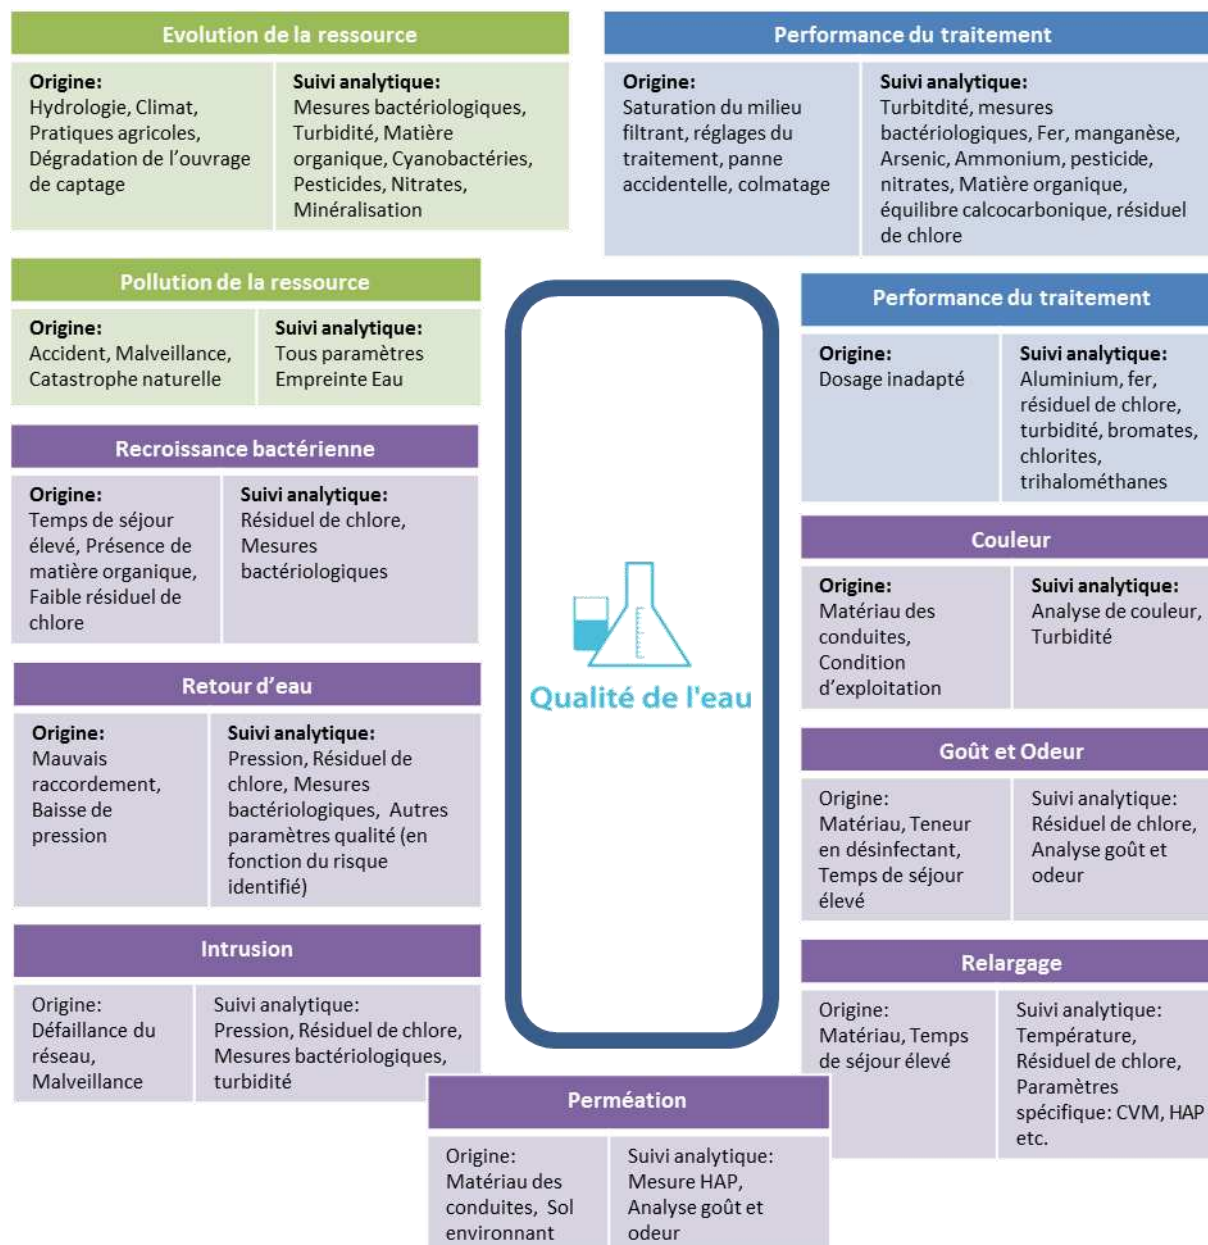 Evolution de la ressource
Origine:
Hydrologie, Climat,
Pratiques agricoles,
Dégradation de l'ouvrage
de captage
Suivi analytique:
Mesures bactériologiques,
Turbidité, Matière
organique, Cyanobactéries,
Pesticides, Nitrates,
Minéralisation
Performance du traitement
Origine:
Saturation du milieu
filtrant, réglages du
traitement, panne
accidentelle, colmatage
Suivi analytique:
Turbitdité, mesures
bactériologiques, Fer, manganèse,
Arsenic, Ammonium, pesticide,
nitrates, Matière organique,
équilibre calcocarbonique, résiduel
de chlore
Pollution de la ressource
Origine:
Accident, Malveillance,
Catastrophe naturelle
Suivi analytique:
Tous paramètres
Empreinte Eau
Performance du traitement
Origine:
Dosage inadapté
Suivi analytique:
Aluminium, fer,
résiduel de chlore,
turbidité, bromates,
chlorites,
trihalométhanes
Recroissance bactérienne
Origine:
Temps de séjour
élevé, Présence de
matière organique,
Faible résiduel de
chlore
Suivi analytique:
Résiduel de chlore,
Mesures
bactériologiques
Couleur
Origine:
Matériau des
conduites,
Condition
d'exploitation
Suivi analytique:
Analyse de couleur,
Turbidité
Qualité de l'eau
Retour d'eau
Origine:
Mauvais
raccordement,
Baisse de
pression
Suivi analytique:
Pression, Résiduel de
chlore, Mesures
bactériologiques, Autres
paramètres qualité (en
fonction du risque
identifié)
Goût et Odeur
Origine:
Matériau, Teneur
en désinfectant,
Temps de séjour
élevé
Suivi analytique:
Résiduel de chlore,
Analyse goût et
odeur
Intrusion
Origine:
Défaillance du
réseau,
Malveillance
Suivi analytique:
Pression, Résiduel de chlore,
Mesures bactériologiques,
turbidité
Relargage
Origine:
Matériau, Temps
de séjour élevé
Suivi analytique:
Température,
Résiduel de chlore,
Paramètres
spécifique: CVM, HAP
etc.
Perméation
Origine:
Matériau des
conduites, Sol
environnant
Suivi analytique:
Mesure HAP,
Analyse goût et
odeur